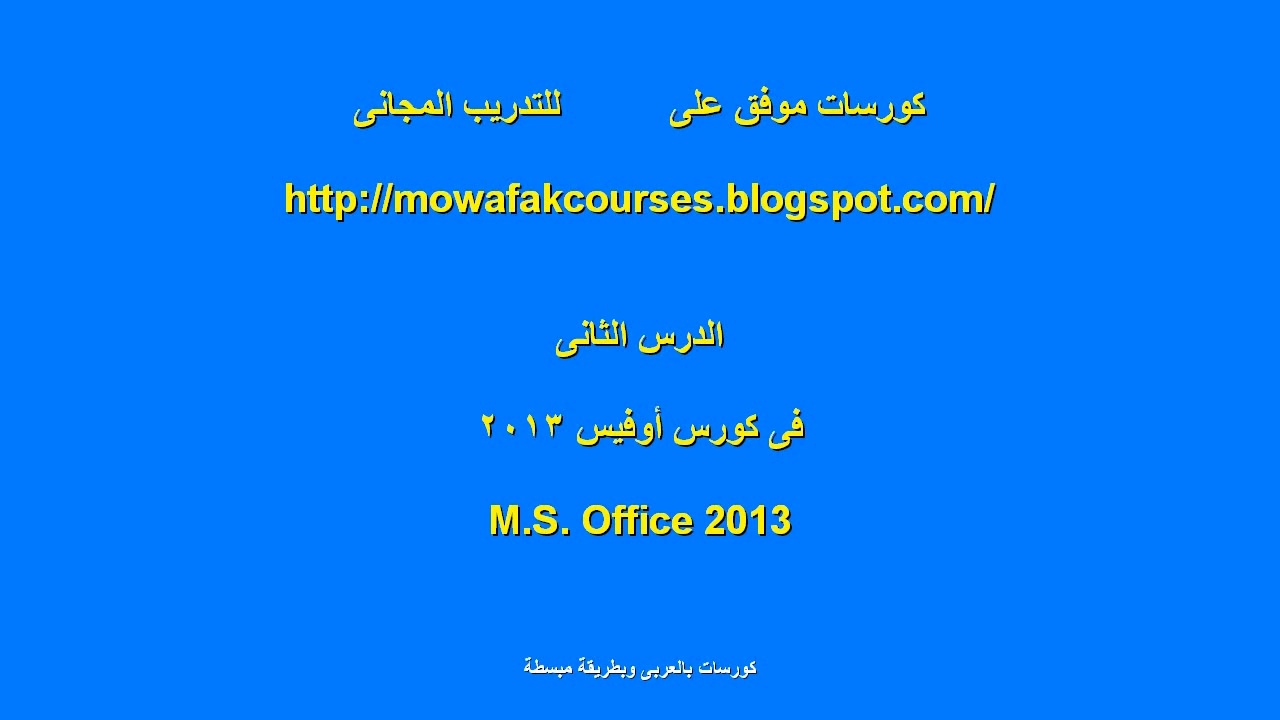 كورسات موفق على للتدريب المجانى
http://mowafakcourses.blogspot.com/
الدرس الثانى
فى كورس أوفيس ٢٠١٣
M.S. Office 2013
كورسات بالعربى وبطريقة مبسطة